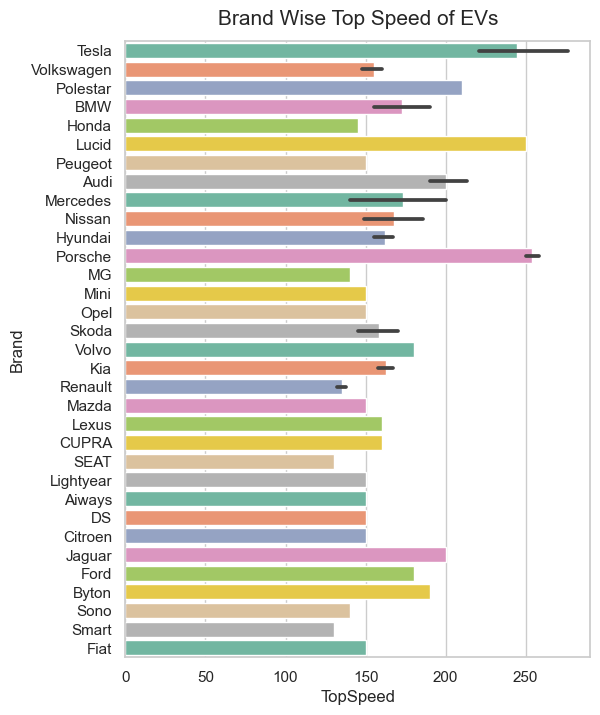 Brand Wise Top Speed of EVs
Tesla
Volkswagen
Polestar
BMW
Honda
Lucid
Peugeot
Audi
Mercedes
Nissan
Hyundai
Porsche
MG
Mini
Opel
Skoda
Volvo
Kia
Renault
Mazda
Lexus
CUPRA
SEAT
Lightyear
Aiways
DS
Citroen
Jaguar
Ford
Byton
Sono
Smart
Fiat
Brand
0 50 100 150 200 250
TopSpeed